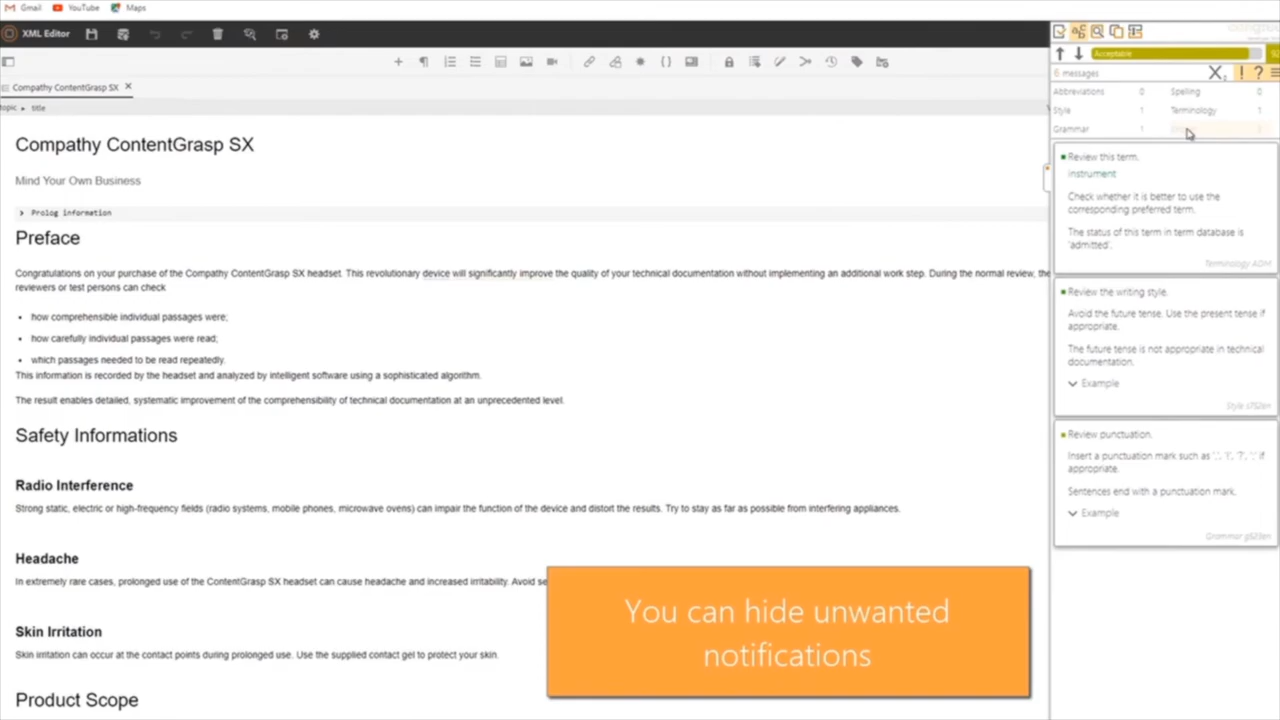 Gmail YouTube Maps
XML Editor
Compathy ContentGrasp SX
topic title
Compathy ContentGrasp SX
Mind Your Own Business
Prolog information
Preface
Congratulations on your purchase of the Compathy ContentGrasp SX headset. This revolutionary device will significantly improve the quality of your technical documentation without implementing an additional work step. During the normal review, the
reviewers or test persons can check
how comprehensible individual passages were;
how carefully individual passages were read;
which passages needed to be read repeatedly.
This information is recorded by the headset and analyzed by intelligent software using a sophisticated algorithm.
The result enables detailed, systematic improvement of the comprehensibility of technical documentation at an unprecedented level.
Safety Informations
Radio Interference
Strong static, electric or high-frequency fields (radio systems, mobile phones, microwave ovens) can impair the function of the device and distort the results. Try to stay as far as possible from interfering appliances.
Headache
In extremely rare cases, prolonged use of the ContentGrasp SX headset can cause headache and increased irritability. Avoid se
Skin Irritation
Skin irritation can occur at the contact points during prolonged use. Use the supplied contact gel to protect your skin.
Product Scope
Acceptable
6 messages
Abbreviations 0 Spelling 0
Style 1 Terminology 1
Grammar 1
Review this term.
instrument
Check whether it is better to use the
corresponding preferred term.
The status of this term in term database is
'admitted'.
Terminology ADM
Review the writing style.
Avoid the future tense. Use the present tense if
appropriate.
The future tense is not appropriate in technical
documentation.
Example
Style s752en
Review punctuation.
Insert a punctuation mark such as '.', '!', '?', ':' if
appropriate.
Sentences end with a punctuation mark.
Example
Grammar g523en
You can hide unwanted
notifications